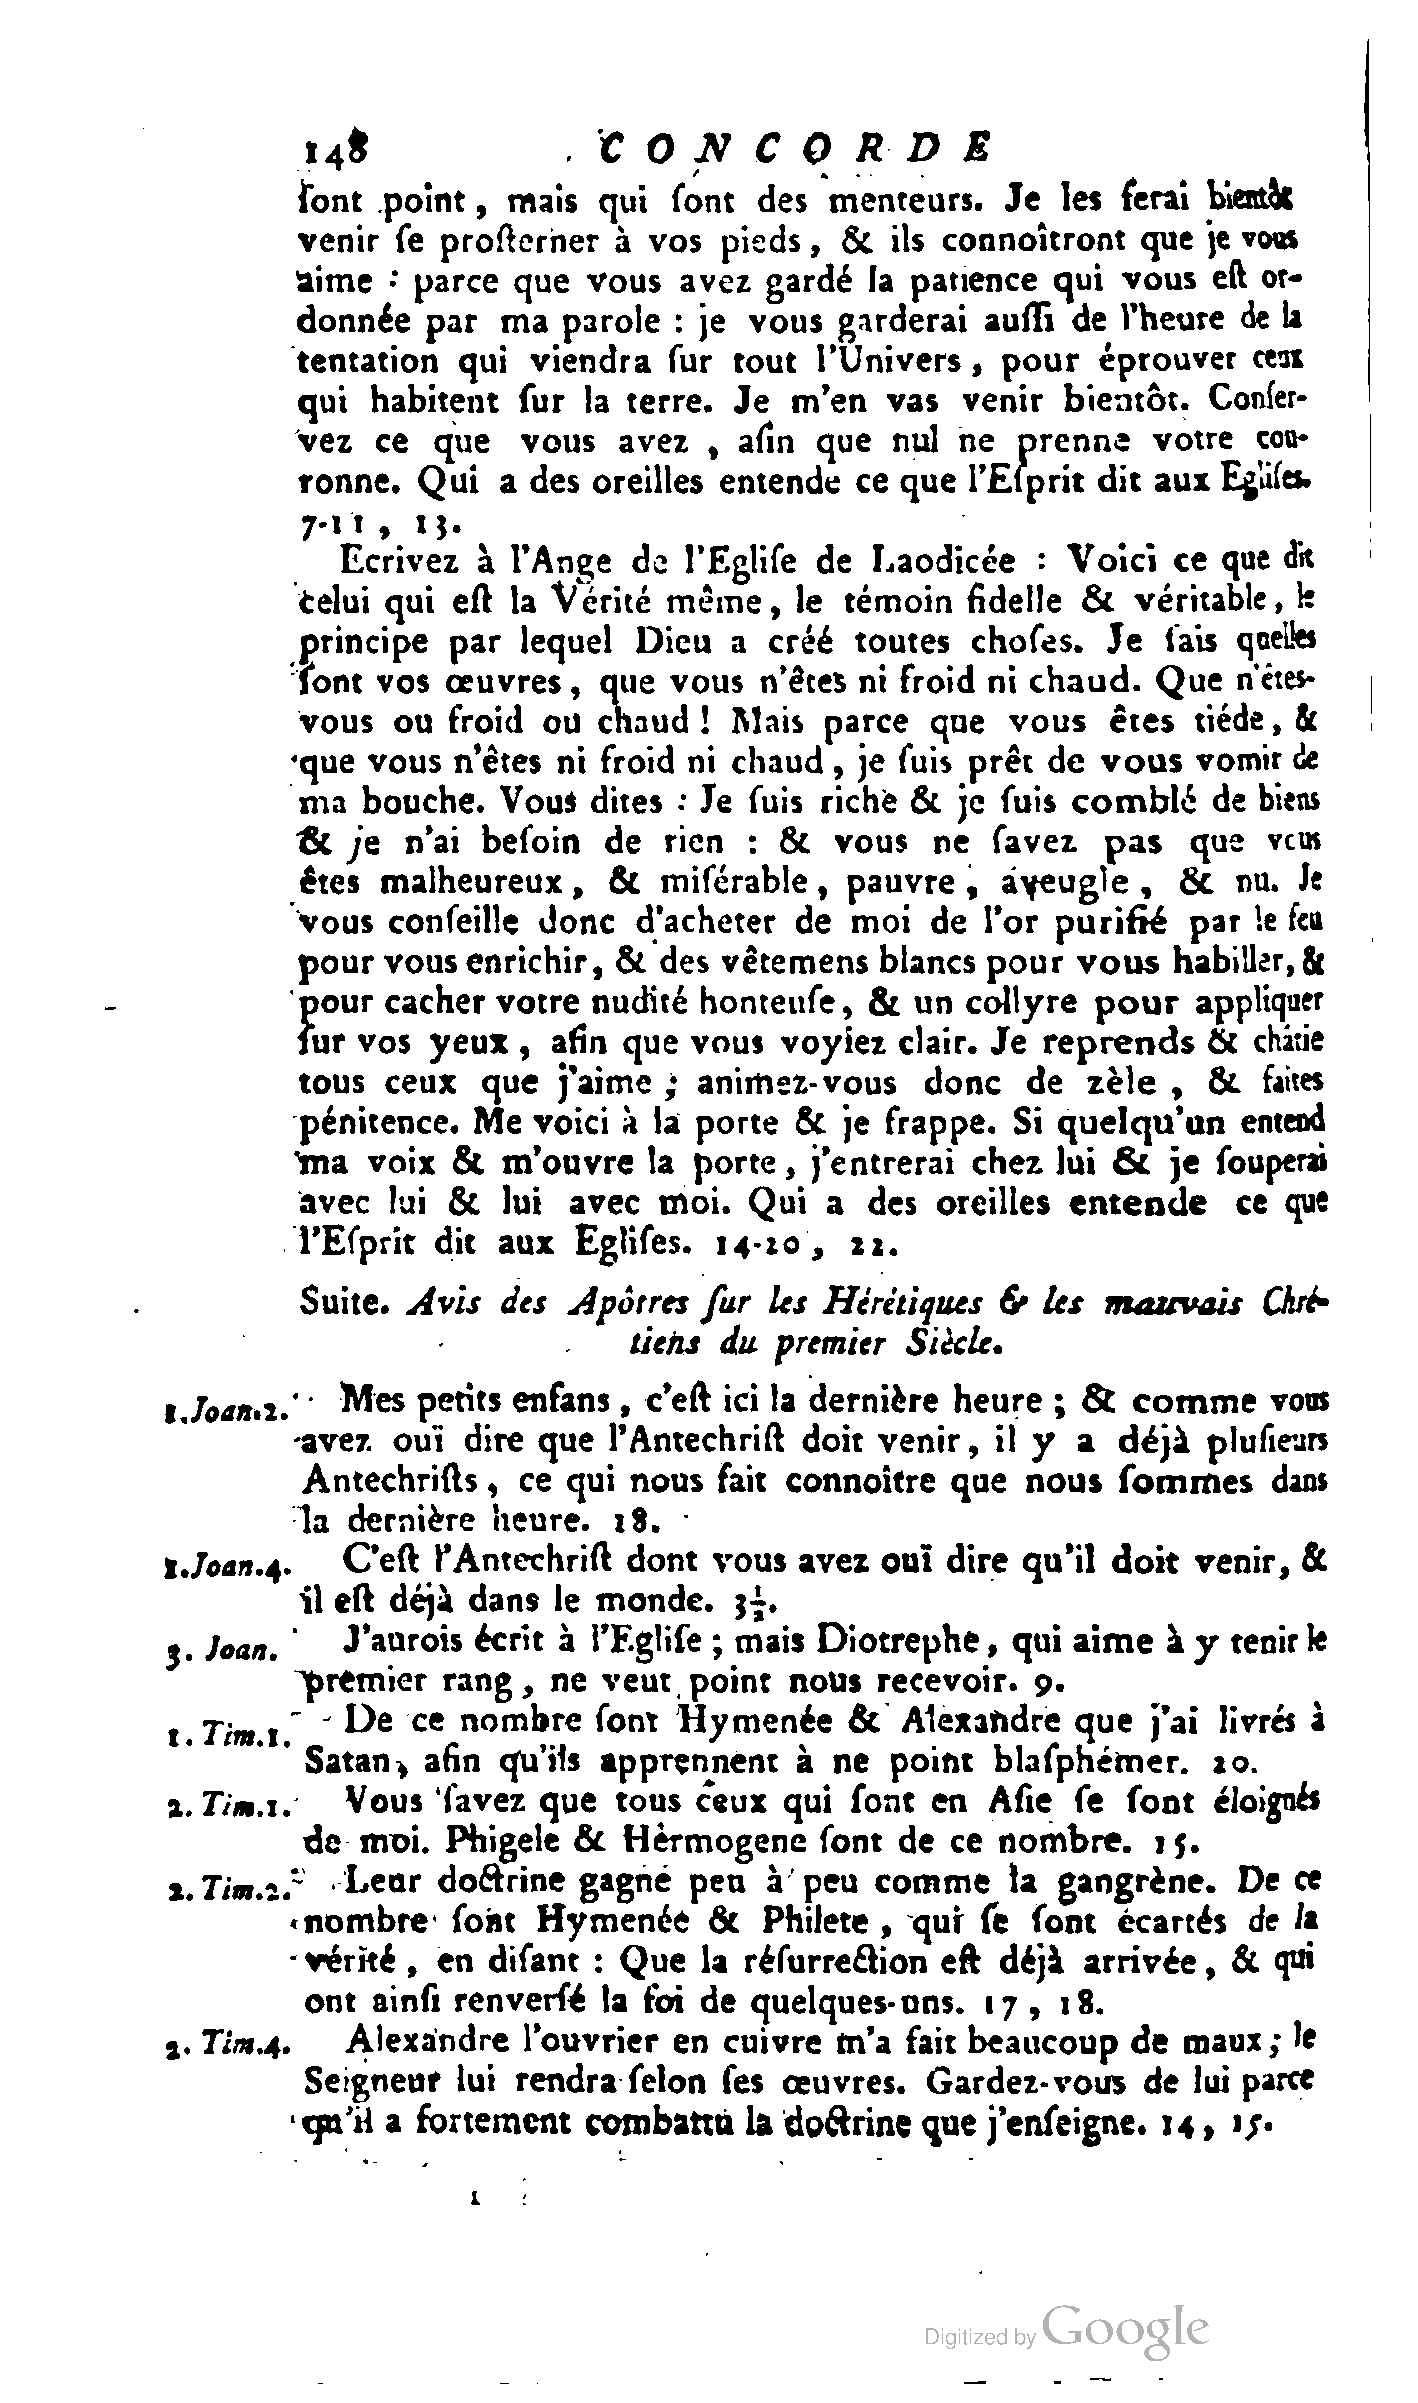 148 CONCORDE
ſont point, mais qui ſont des menteurs. Je les ferai bientôt
venir ſe proſterner à vos pieds, & ils connoîtront que je vous
aime : parce que vous avez gardé la patience qui vous eſt or-
donnée par ma parole : je vous garderai auſſi de l'heure de la
tentation qui viendra ſur tout l'Univers, pour éprouver ceux
qui habitent ſur la terre. Je m'en vas venir bientôt. Conſer-
vez ce que vous avez, afin que nul ne prenne votre cou-
ronne. Qui a des oreilles entende ce que l'Eſprit dit aux Egliſes.
7-11, 13.
Ecrivez à l'Ange de l'Egliſe de Laodicée : Voici ce que dit
celui qui eſt la Vérité même, le témoin fidelle & véritable, le
principe par lequel Dieu a créé toutes choſes. Je ſais quelles
ſont vos œuvres, que vous n'êtes ni froid ni chaud. Que n'êtes-
vous ou froid ou chaud ! Mais parce que vous êtes tiéde, &
que vous n'êtes ni froid ni chaud, je ſuis prêt de vous vomir de
ma bouche. Vous dites : Je ſuis riche & je ſuis comblé de biens
& je n'ai beſoin de rien : & vous ne ſavez pas que vous
êtes malheureux, & miſérable, pauvre, aveugle, & nu. Je
vous conſeille donc d'acheter de moi de l'or purifié par le feu
pour vous enrichir, & des vêtemens blancs pour vous habiller, &
pour cacher votre nudité honteuſe, & un collyre pour appliquer
ſur vos yeux, afin que vous voyiez clair. Je reprends & châtie
tous ceux que j'aime ; animez-vous donc de zèle, & faites
pénitence. Me voici à la porte & je frappe. Si quelqu'un entend
ma voix & m'ouvre la porte, j'entrerai chez lui & je ſouperai
avec lui & lui avec moi. Qui a des oreilles entende ce que
l'Eſprit dit aux Egliſes. 14-20, 22.
Suite. Avis des Apôtres ſur les Hérétiques & les mauvais Chré-
tiens du premier Siècle.
1.Joan.2. Mes petits enfans, c'eſt ici la dernière heure ; & comme vous
avez ouï dire que l'Antechriſt doit venir, il y a déjà pluſieurs
Antechriſts, ce qui nous fait connoître que nous ſommes dans
la dernière heure. 18.
1.Joan.4. C'eſt l'Antechriſt dont vous avez ouï dire qu'il doit venir, &
il eſt déjà dans le monde. 3½.
3. Joan. J'aurois écrit à l'Egliſe ; mais Diotrephe, qui aime à y tenir le
premier rang, ne veut point nous recevoir. 9.
1. Tim.1. De ce nombre ſont Hymenée & Alexandre que j'ai livrés à
Satan, afin qu'ils apprennent à ne point blaſphémer. 20.
2. Tim.1. Vous ſavez que tous ceux qui ſont en Aſie ſe ſont éloignés
de moi. Phigele & Hèrmogene ſont de ce nombre. 15.
2. Tim.2. Leur doctrine gagne peu à peu comme la gangrène. De ce
nombre ſont Hymenée & Philete, qui ſe ſont écartés de la
vérité, en diſant : Que la réſurrection eſt déjà arrivée, & qui
ont ainſi renverſé la foi de quelques-uns. 17, 18.
2. Tim.4. Alexandre l'ouvrier en cuivre m'a fait beaucoup de maux ; le
Seigneur lui rendra ſelon ſes œuvres. Gardez-vous de lui parce
qu'il a fortement combattu la doctrine que j'enſeigne. 14, 15.
Digitized by Google